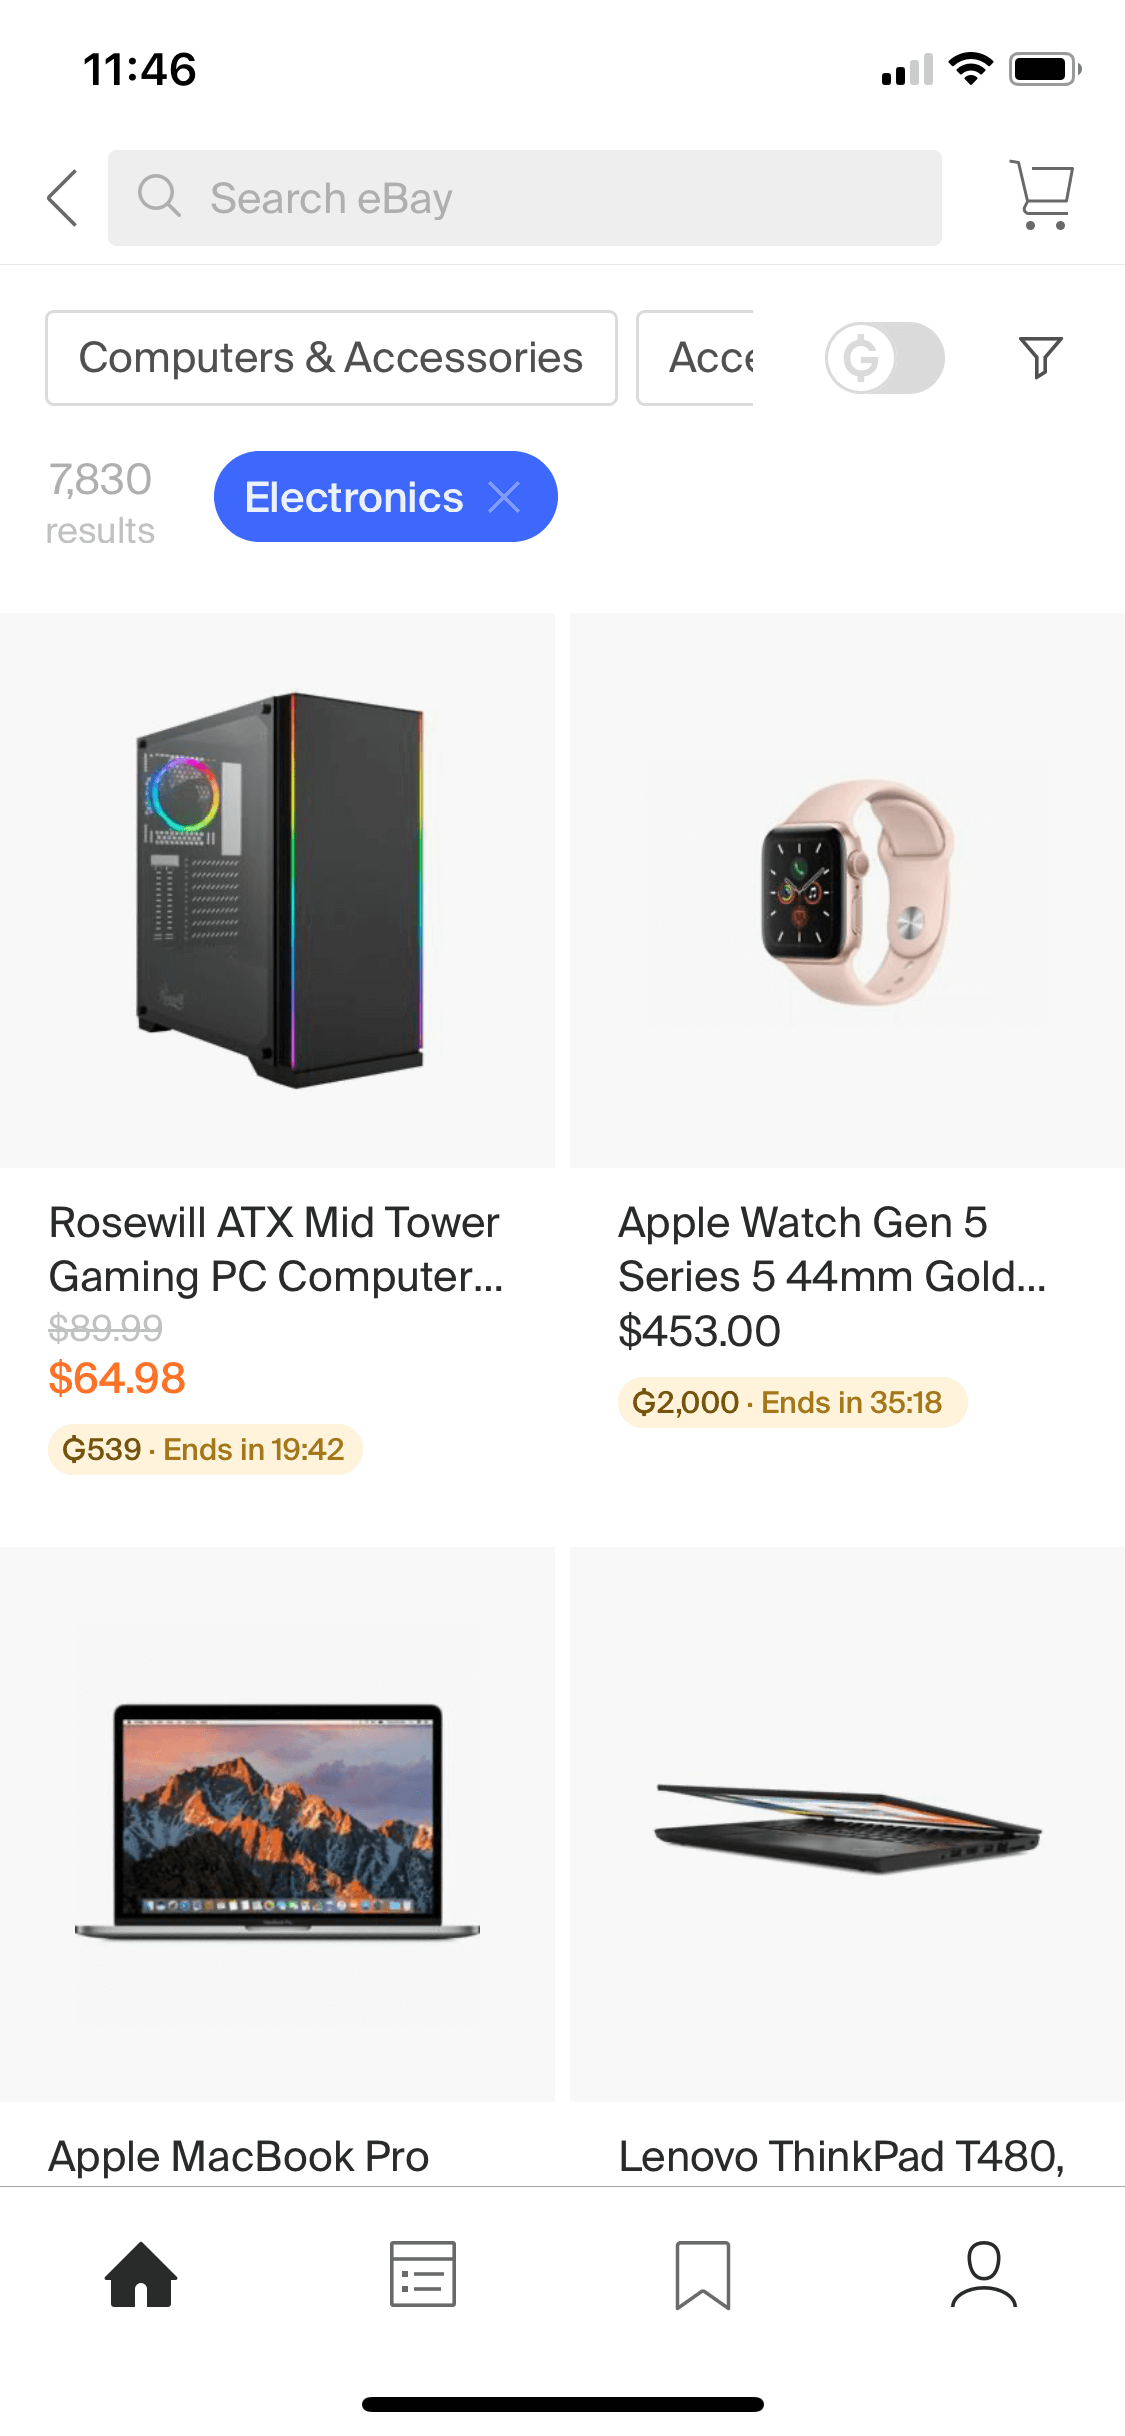 11:46
Search eBay
Computers & Accessories
Acce
7,830
results
Electronics
Rosewill ATX Mid Tower
Gaming PC Computer...
$89.99
$64.98
₲539 · Ends in 19:42
Apple Watch Gen 5
Series 5 44mm Gold...
$453.00
₲2,000 · Ends in 35:18
Apple MacBook Pro
Lenovo ThinkPad T480,